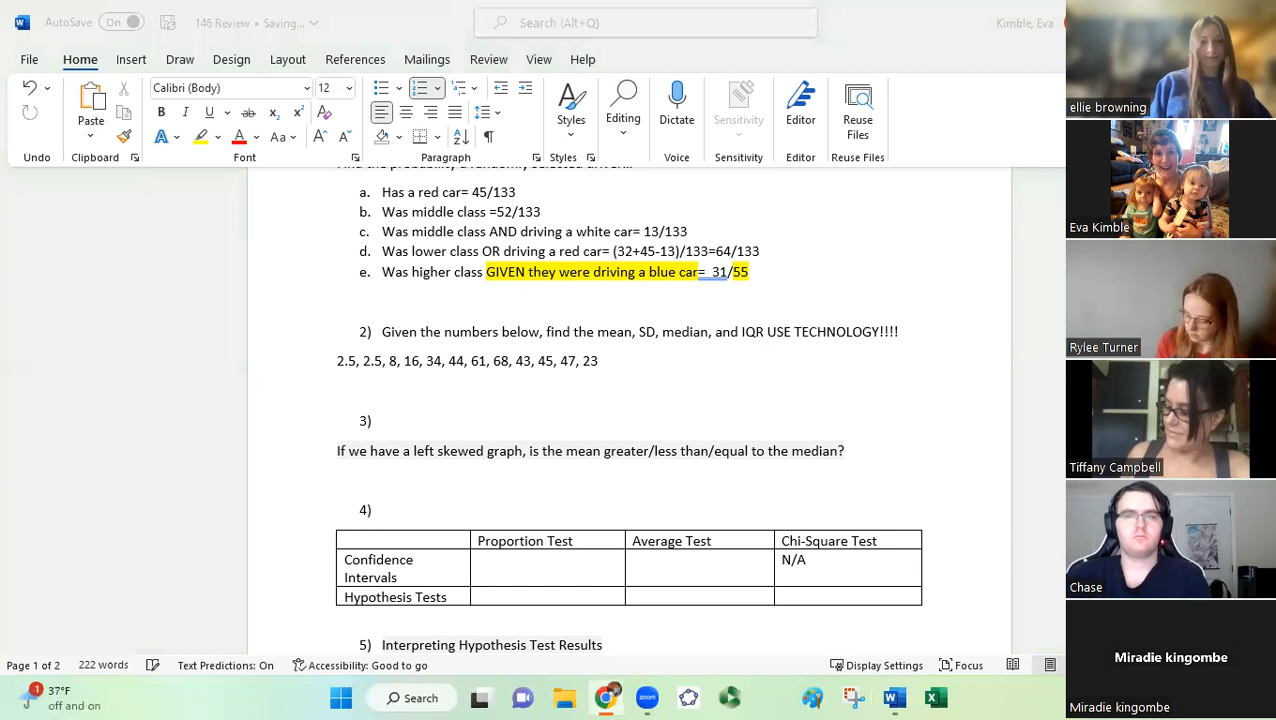 AutoSave On 146 Review • Saving... Search (Alt+Q) Kimble, Eva
File Home Insert Draw Design Layout References Mailings Review View Help
Calibri (Body) 12
Paste Styles Editing Dictate Sensitivity Editor Reuse Files
B I U ab x A
A A Aa A A
Undo Clipboard Font Paragraph Styles Voice Sensitivity Editor Reuse Files
a. Has a red car= 45/133
b. Was middle class =52/133
c. Was middle class AND driving a white car= 13/133
d. Was lower class OR driving a red car= (32+45-13)/133=64/133
e. Was higher class GIVEN they were driving a blue car= 31/55
2) Given the numbers below, find the mean, SD, median, and IQR USE TECHNOLOGY!!!!
2.5, 2.5, 8, 16, 34, 44, 61, 68, 43, 45, 47, 23
3)
If we have a left skewed graph, is the mean greater/less than/equal to the median?
4)
Proportion Test Average Test Chi-Square Test
Confidence Intervals N/A
Hypothesis Tests
5) Interpreting Hypothesis Test Results
Page 1 of 2 222 words Text Predictions: On Accessibility: Good to go Display Settings Focus
1 37°F
off and on
Search
zoom
ellie browning
Eva Kimble
Rylee Turner
Tiffany Campbell
Chase
Miradie kingombe
Miradie kingombe